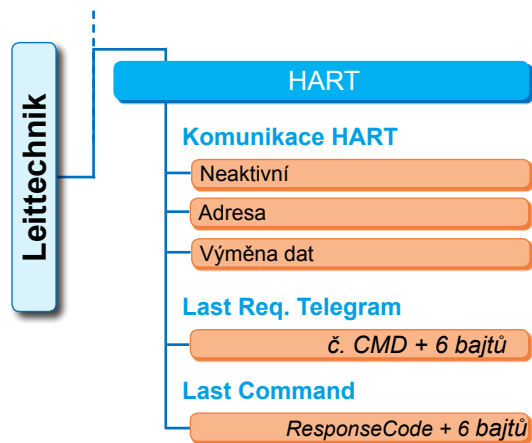 Leittechnik
HART
Komunikace HART
Neaktivní
Adresa
Výměna dat
Last Req. Telegram
č. CMD + 6 bajtů
Last Command
ResponseCode + 6 bajtů